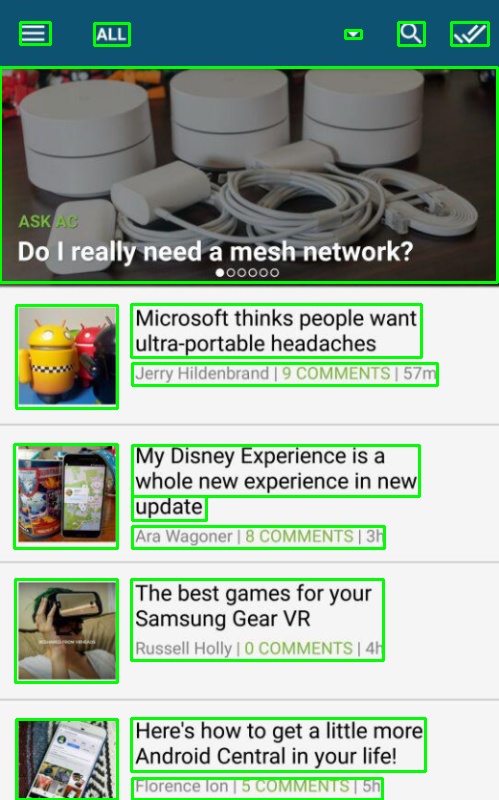 ALL
ASK AC
Do I really need a mesh network?
Microsoft thinks people want
ultra-portable headaches
Jerry Hildenbrand | 9 COMMENTS | 57m
My Disney Experience is a
whole new experience in new
update
Ara Wagoner | 8 COMMENTS | 3h
The best games for your
Samsung Gear VR
Russell Holly | 0 COMMENTS | 4h
Here's how to get a little more
Android Central in your life!
Florence Ion | 5 COMMENTS | 5h